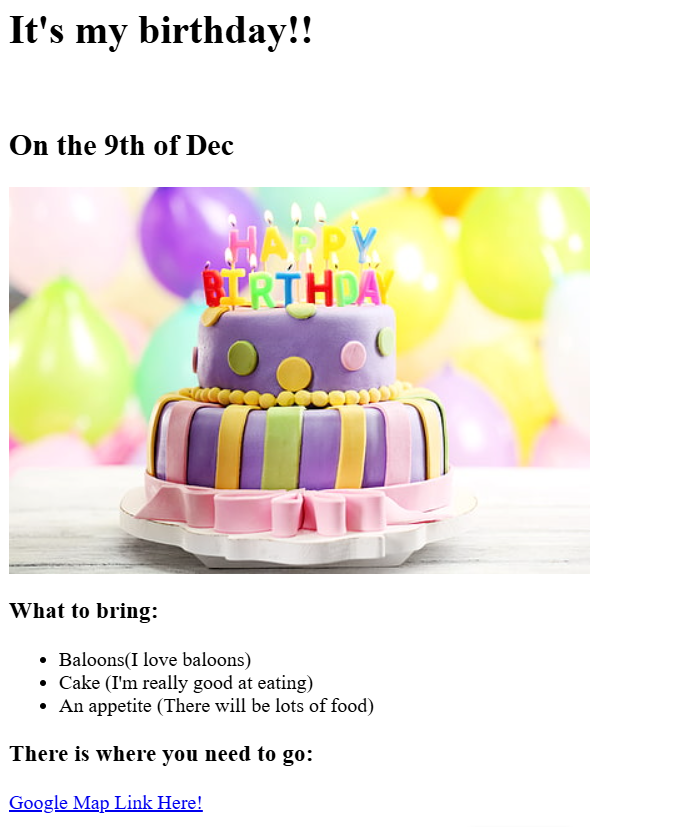 It's my birthday!!
On the 9th of Dec
HAPPY
BIRTHDAY
What to bring:
Baloons(I love baloons)
Cake (I'm really good at eating)
An appetite (There will be lots of food)
There is where you need to go:
Google Map Link Here!